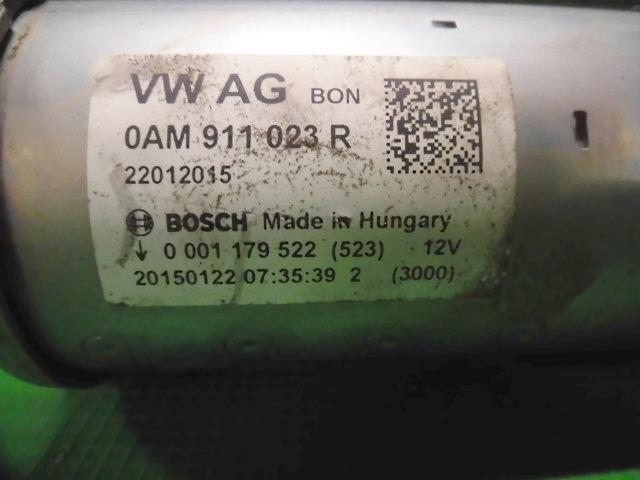 VW AG BON
0AM 911 023 R
22012015
BOSCH Made in Hungary
↓ 0 001 179 522 (523) 12V
20150122 07:35:39 2 (3000)